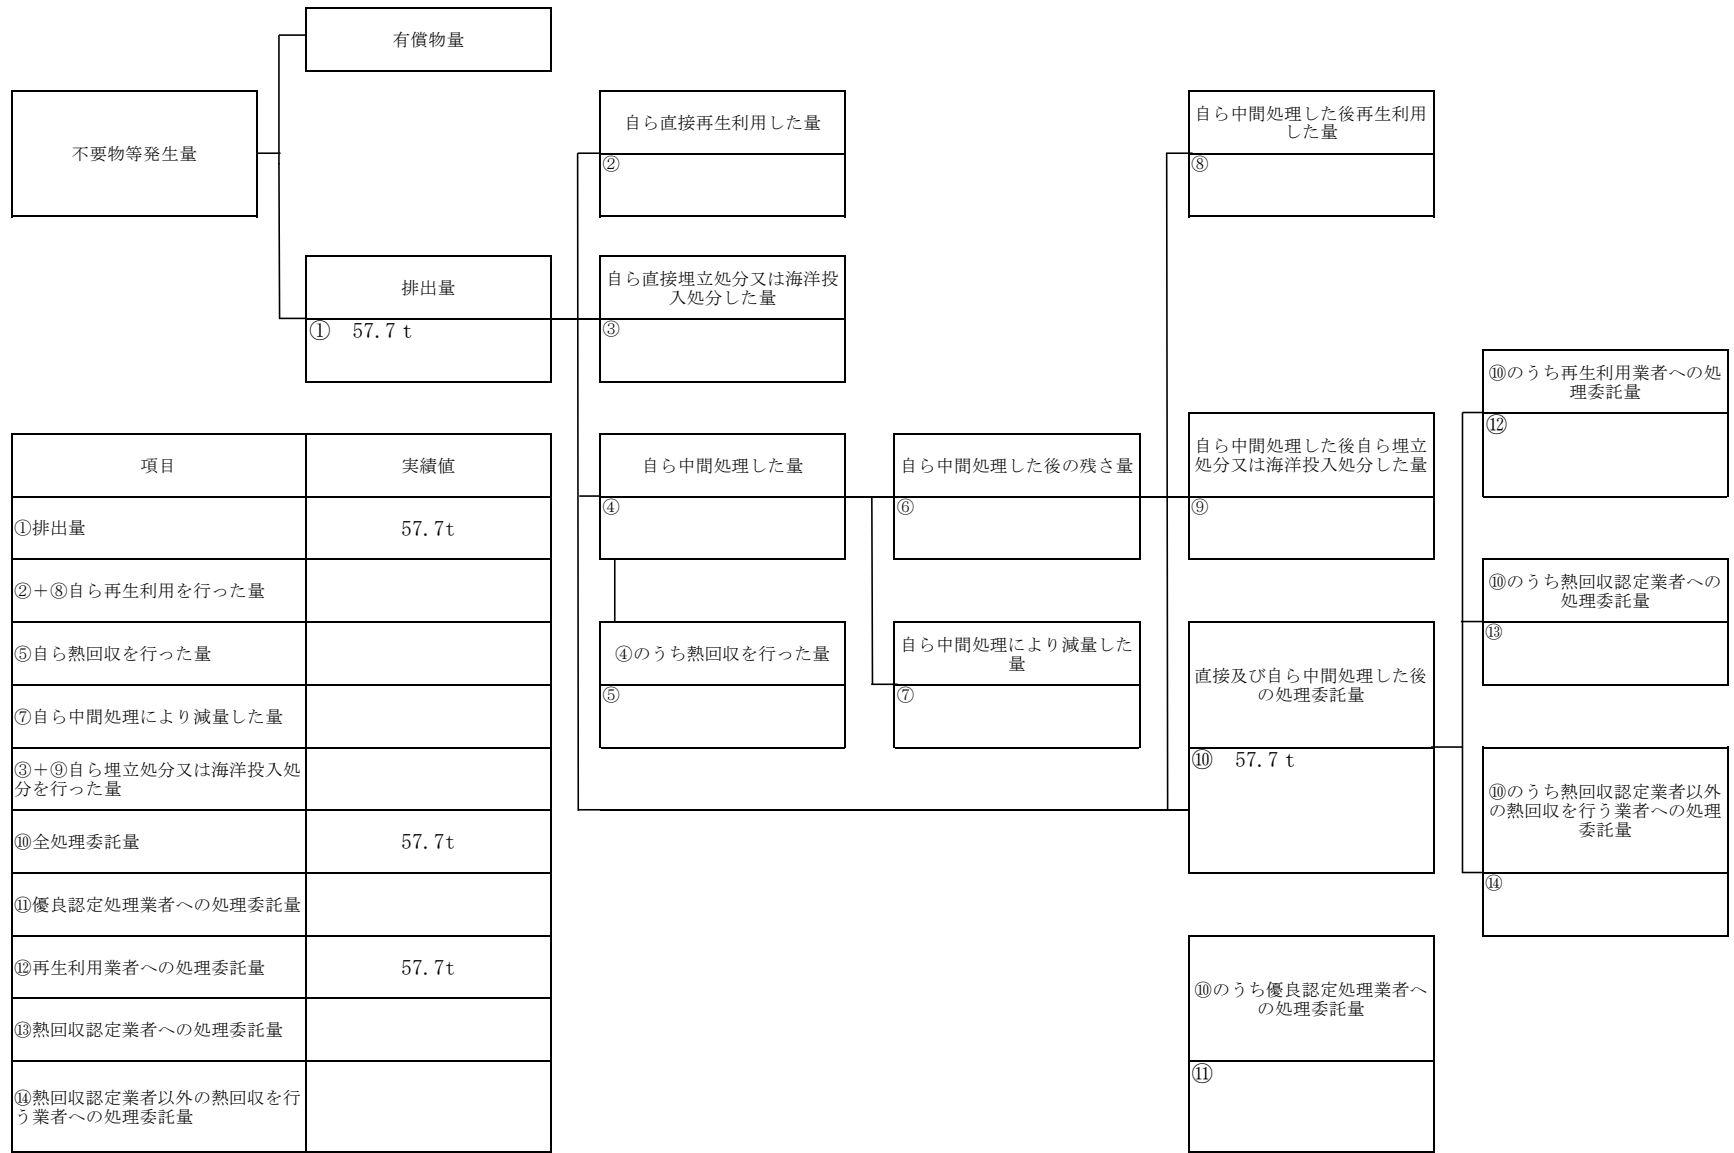 有償物量
不要物等発生量
自ら直接再生利用した量
②
自ら中間処理した後再生利用
した量
⑧
排出量
① 57.7 t
自ら直接埋立処分又は海洋投
入処分した量
③
⑩のうち再生利用業者への処
理委託量
⑫
自ら中間処理した量
④
自ら中間処理した後の残さ量
⑥
自ら中間処理した後自ら埋立
処分又は海洋投入処分した量
⑨
⑩のうち熱回収認定業者への
処理委託量
⑬
④のうち熱回収を行った量
⑤
自ら中間処理により減量した
量
⑦
直接及び自ら中間処理した後
の処理委託量
⑩ 57.7 t
⑩のうち熱回収認定業者以外
の熱回収を行う業者への処理
委託量
⑭
⑩のうち優良認定処理業者へ
の処理委託量
⑪
項目 実績値
①排出量 57.7t
②＋⑧自ら再生利用を行った量
⑤自ら熱回収を行った量
⑦自ら中間処理により減量した量
③＋⑨自ら埋立処分又は海洋投入処
分を行った量
⑩全処理委託量 57.7t
⑪優良認定処理業者への処理委託量
⑫再生利用業者への処理委託量 57.7t
⑬熱回収認定業者への処理委託量
⑭熱回収認定業者以外の熱回収を行
う業者への処理委託量